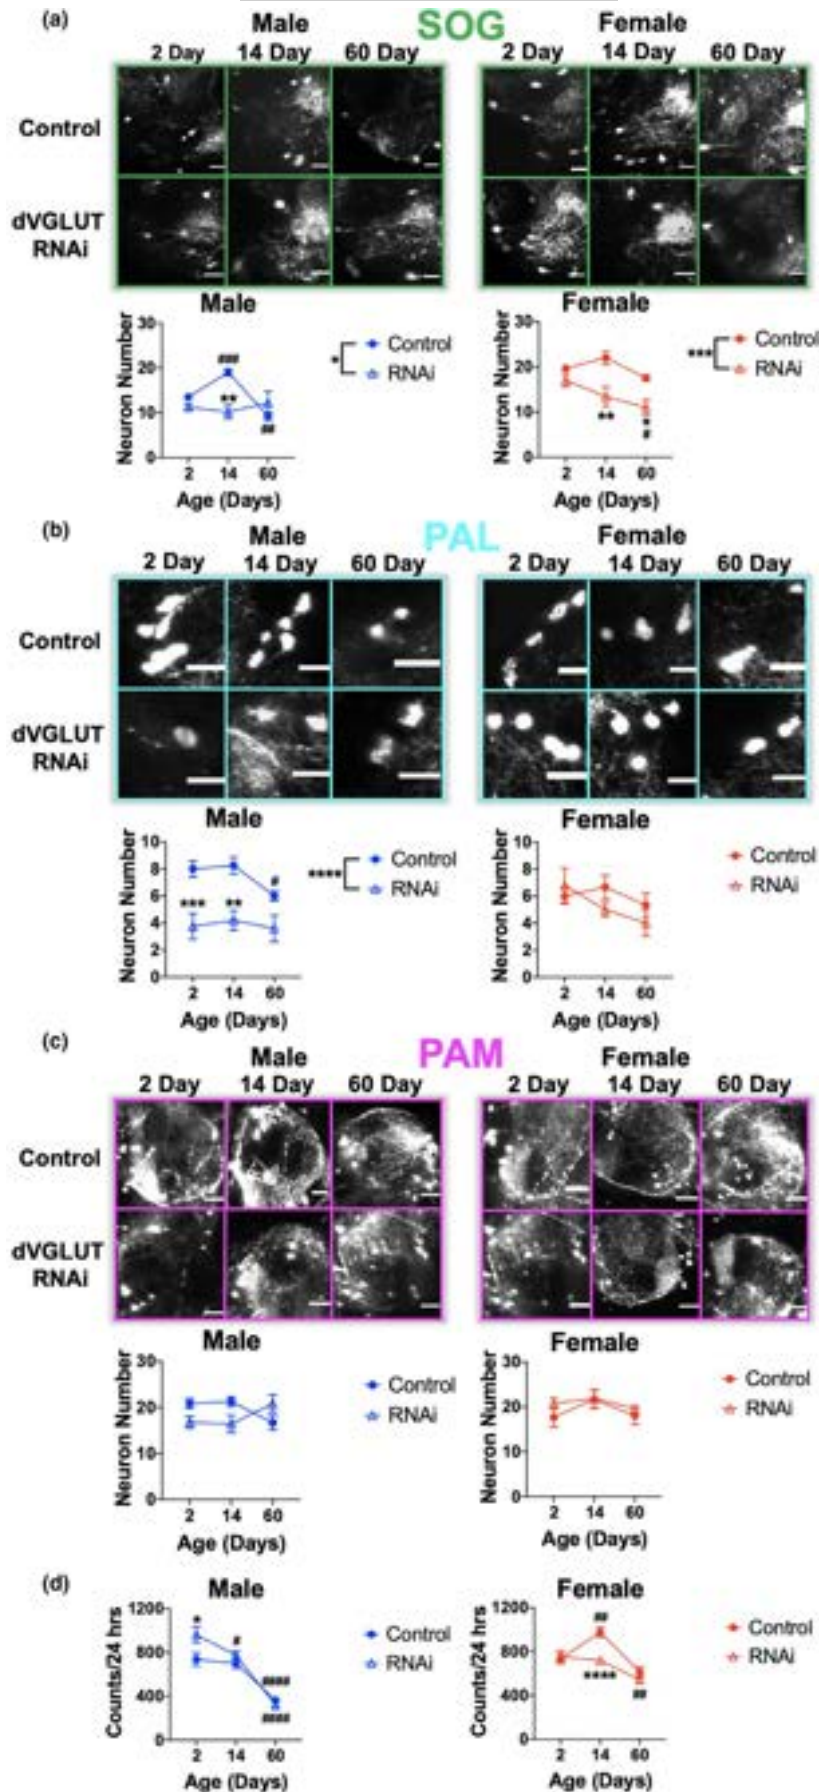 (a)
Male SOG Female
2 Day 14 Day 60 Day 2 Day 14 Day 60 Day
Control
dVGLUT
RNAi
Male Female
30 ### * Control 30 *** Control
Neuron Number 20 ** RNAi Neuron Number 20 RNAi
10 ## 10 ** * #
0 0
2 14 60 2 14 60
Age (Days) Age (Days)
(b)
Male PAL Female
2 Day 14 Day 60 Day 2 Day 14 Day 60 Day
Control
dVGLUT
RNAi
Male Female
10 10
8 # **** Control 8 Control
Neuron Number 6 RNAi Neuron Number 6 RNAi
4 *** ** 4
2 2
0 0
2 14 60 2 14 60
Age (Days) Age (Days)
(c)
Male PAM Female
2 Day 14 Day 60 Day 2 Day 14 Day 60 Day
Control
dVGLUT
RNAi
Male Female
30 Control 30 Control
Neuron Number 20 RNAi Neuron Number 20 RNAi
10 10
0 0
2 14 60 2 14 60
Age (Days) Age (Days)
(d)
Male Female
1200 * Control 1200 ## Control
Counts/24 hrs 800 # RNAi Counts/24 hrs 800 **** RNAi
400 #### #### 400 ##
0 0
2 14 60 2 14 60
Age (Days) Age (Days)